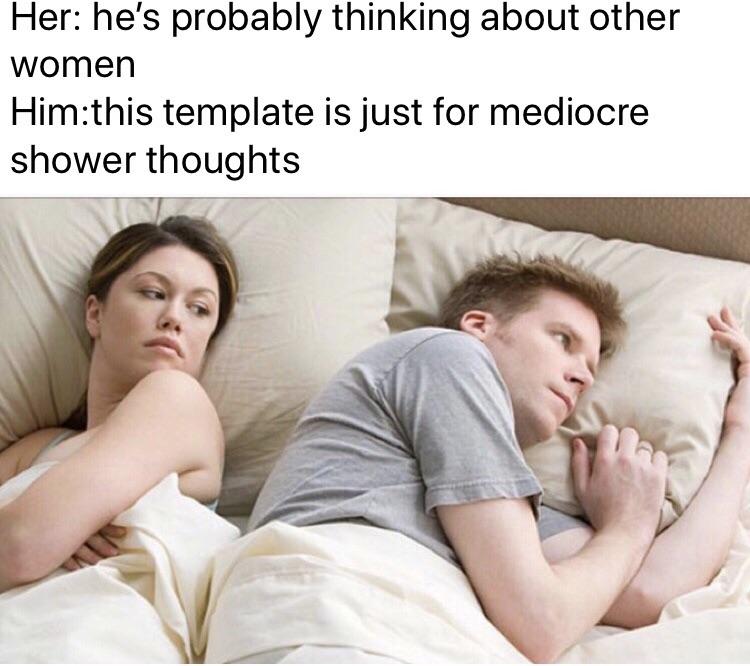 Her: he's probably thinking about other
women
Him:this template is just for mediocre
shower thoughts